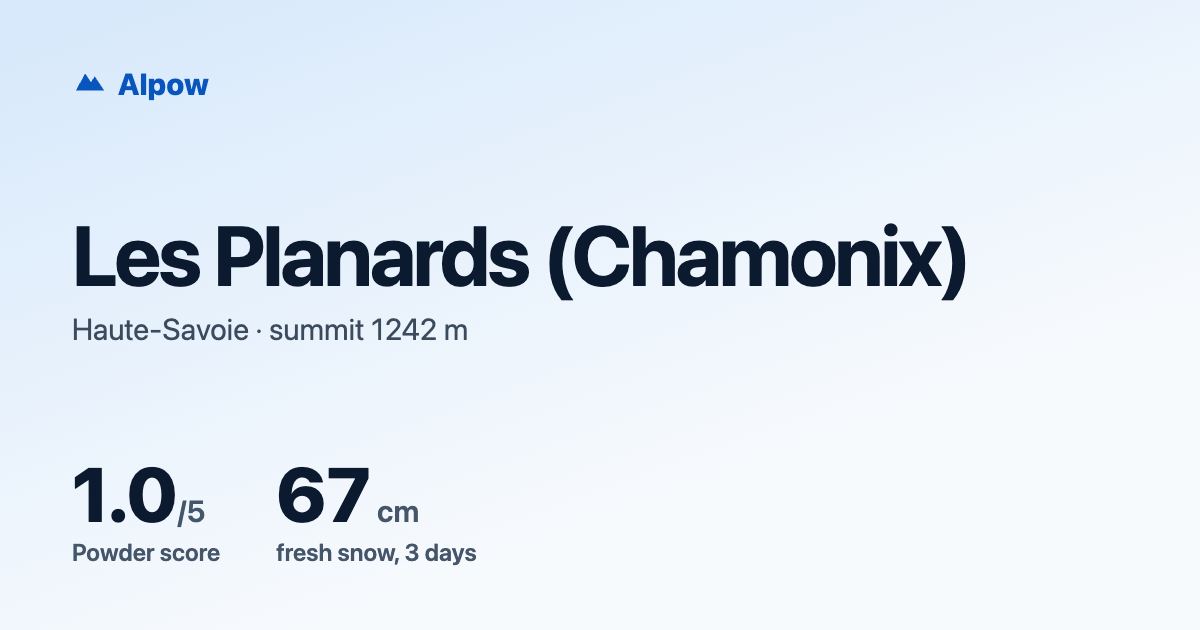 Alpow
Les Planards (Chamonix)
Haute-Savoie · summit 1242 m
1.0/5 67 cm
Powder score fresh snow, 3 days